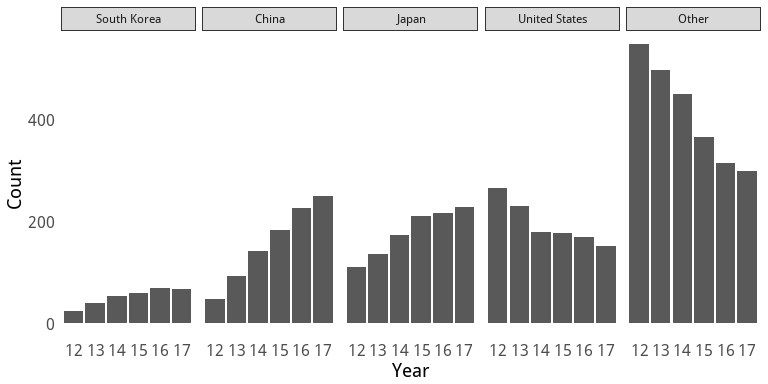 South Korea China Japan United States Other
Count
400
200
0
12 13 14 15 16 17 12 13 14 15 16 17 12 13 14 15 16 17 12 13 14 15 16 17 12 13 14 15 16 17
Year